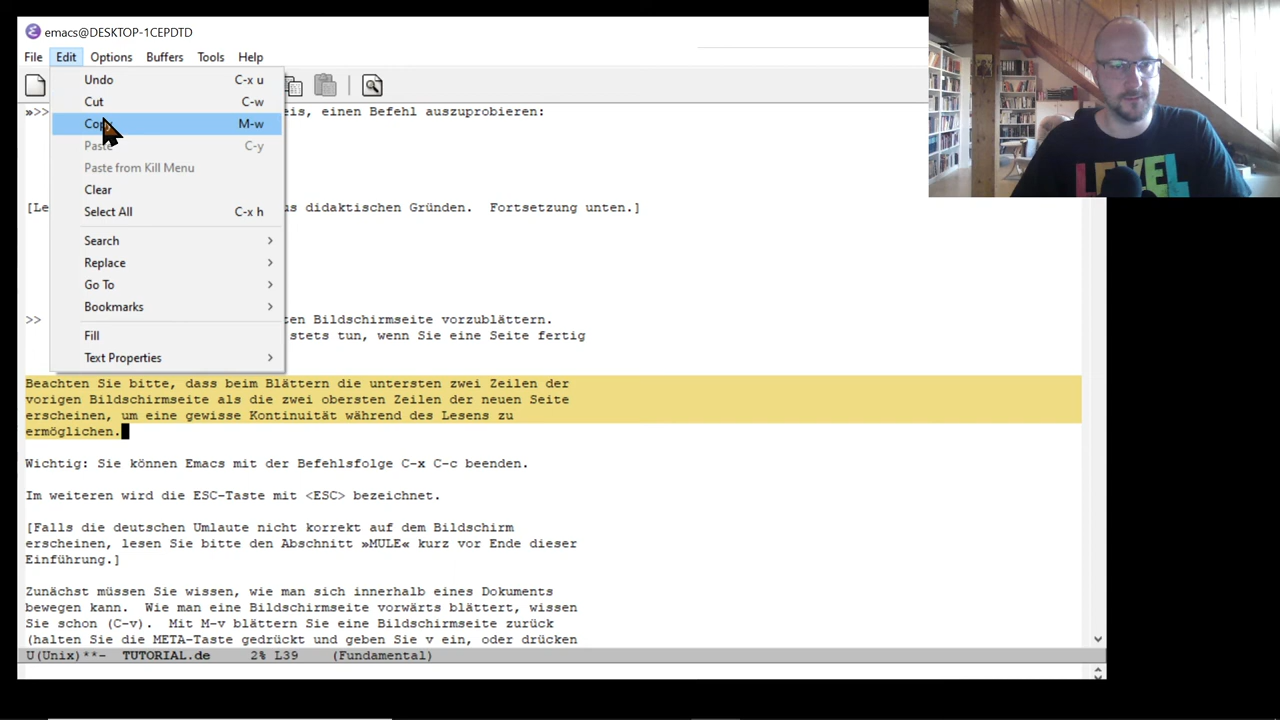 emacs@DESKTOP-1CEPDTD
File Edit Options Buffers Tools Help
Undo C-x u
Cut C-w
Copy M-w
Paste C-y
Paste from Kill Menu
Clear
Select All C-x h
Search
Replace
Go To
Bookmarks
Fill
Text Properties
»>> eis, einen Befehl auszuprobieren:
[Le us didaktischen Gründen. Fortsetzung unten.]
>> ten Bildschirmseite vorzublättern.
stets tun, wenn Sie eine Seite fertig
Beachten Sie bitte, dass beim Blättern die untersten zwei Zeilen der
vorigen Bildschirmseite als die zwei obersten Zeilen der neuen Seite
erscheinen, um eine gewisse Kontinuität während des Lesens zu
ermöglichen.
Wichtig: Sie können Emacs mit der Befehlsfolge C-x C-c beenden.
Im weiteren wird die ESC-Taste mit <ESC> bezeichnet.
[Falls die deutschen Umlaute nicht korrekt auf dem Bildschirm
erscheinen, lesen Sie bitte den Abschnitt »MULE« kurz vor Ende dieser
Einführung.]
Zunächst müssen Sie wissen, wie man sich innerhalb eines Dokuments
bewegen kann. Wie man eine Bildschirmseite vorwärts blättert, wissen
Sie schon (C-v). Mit M-v blättern Sie eine Bildschirmseite zurück
(halten Sie die META-Taste gedrückt und geben Sie v ein, oder drücken
U(Unix)**- TUTORIAL.de 2% L39 (Fundamental)
LEVEL